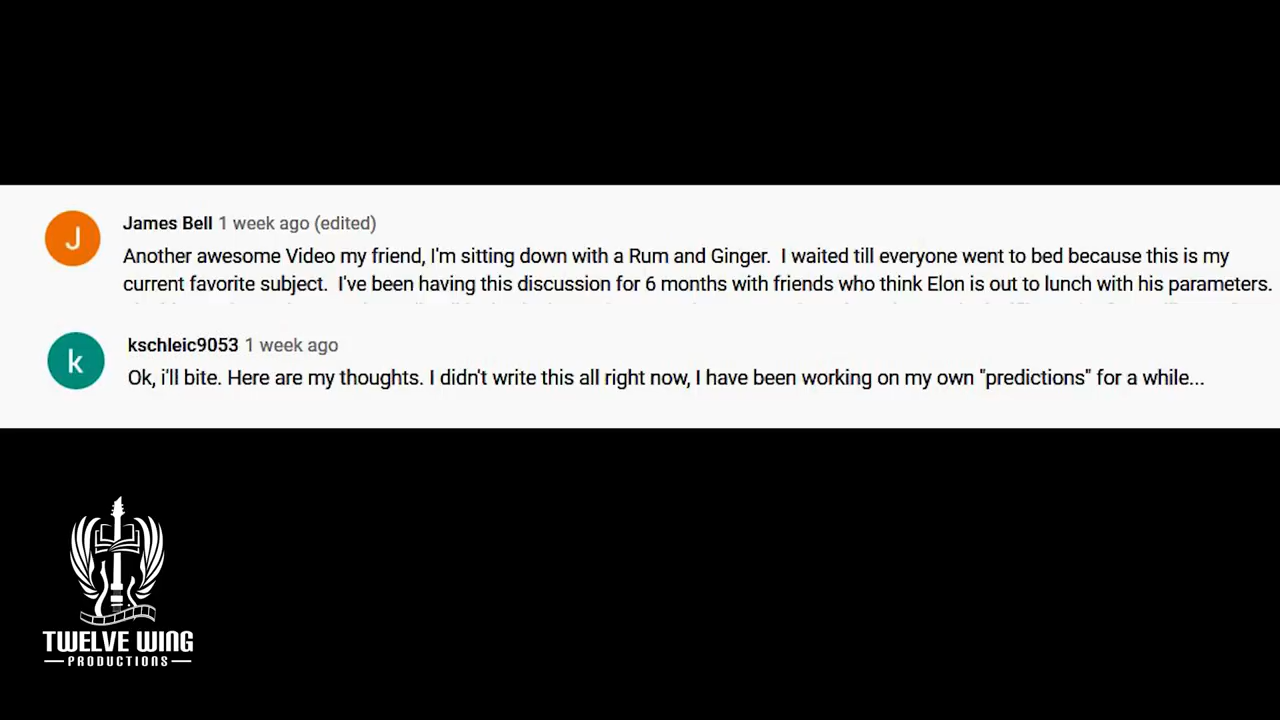 James Bell 1 week ago (edited)
Another awesome Video my friend, I'm sitting down with a Rum and Ginger. I waited till everyone went to bed because this is my
current favorite subject. I've been having this discussion for 6 months with friends who think Elon is out to lunch with his parameters.
kschleic9053 1 week ago
Ok, i'll bite. Here are my thoughts. I didn't write this all right now, I have been working on my own "predictions" for a while...
J
k
TWELVE WING
PRODUCTIONS